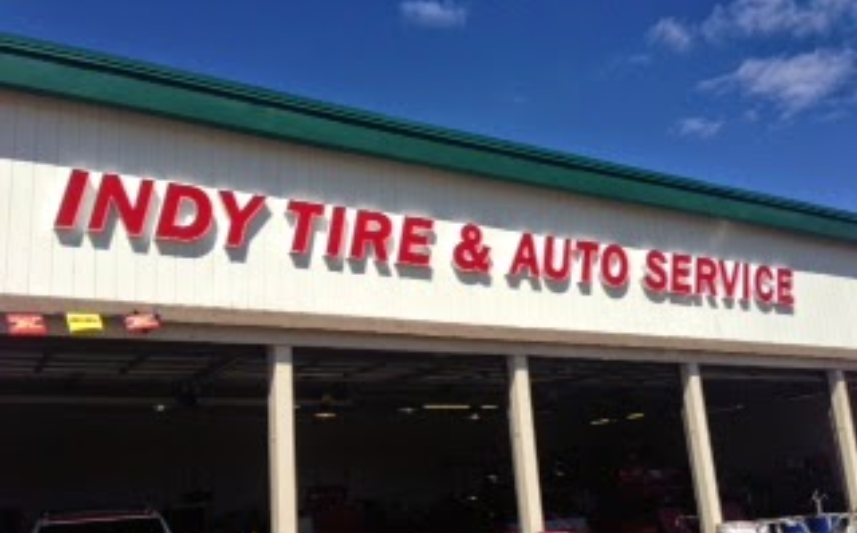 INDY TIRE & AUTO SERVICE